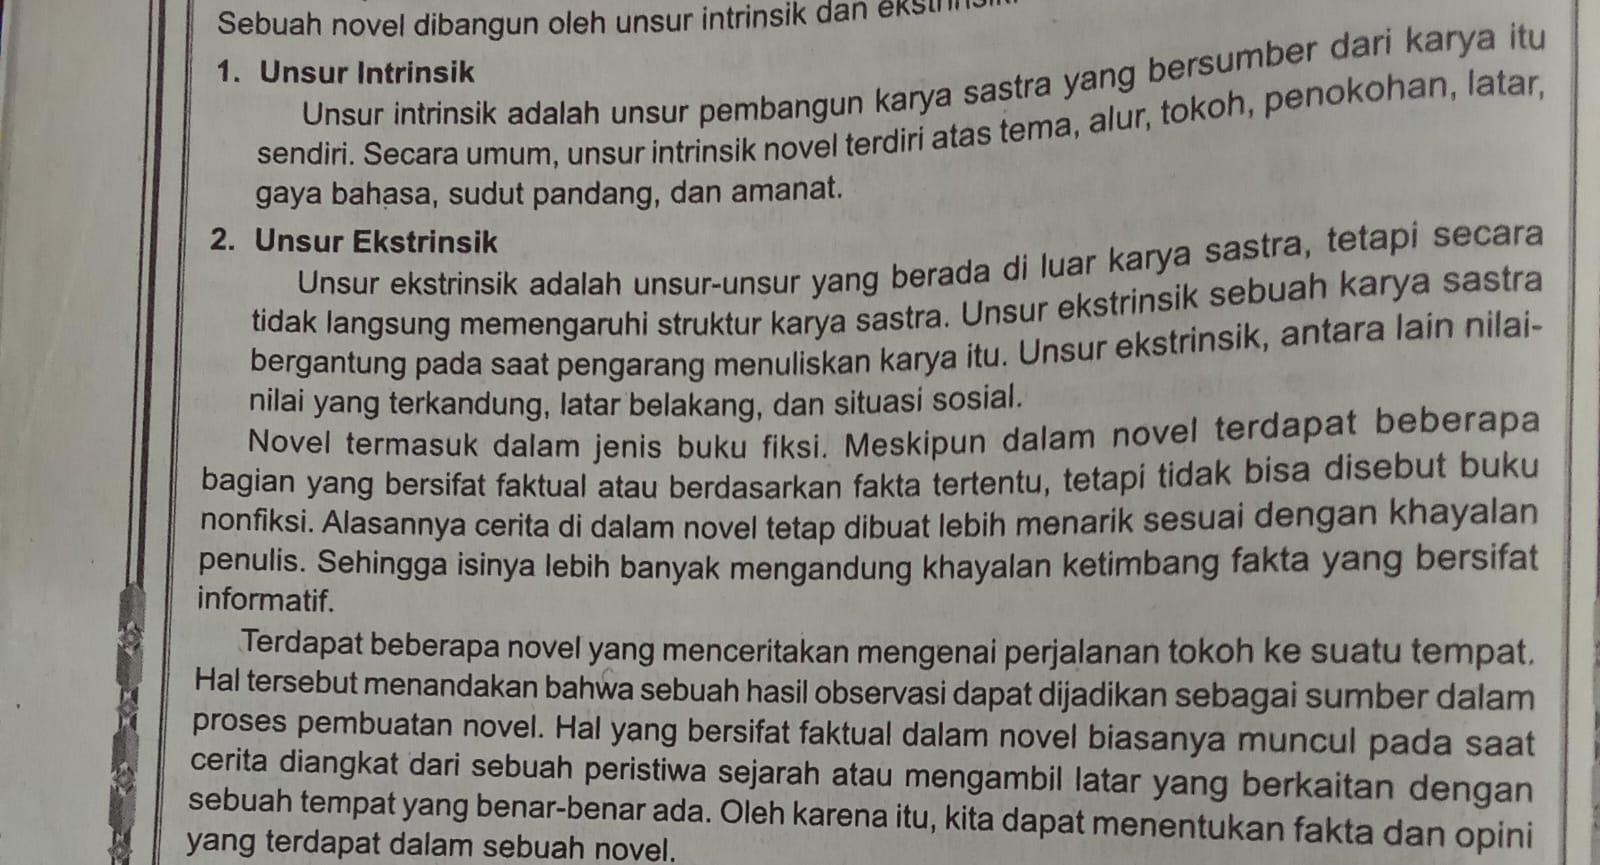 Sebuah novel dibangun oleh unsur intrinsik dan ekstrinsik.
1. Unsur Intrinsik
Unsur intrinsik adalah unsur pembangun karya sastra yang bersumber dari karya itu
sendiri. Secara umum, unsur intrinsik novel terdiri atas tema, alur, tokoh, penokohan, latar,
gaya bahasa, sudut pandang, dan amanat.
2. Unsur Ekstrinsik
Unsur ekstrinsik adalah unsur-unsur yang berada di luar karya sastra, tetapi secara
tidak langsung memengaruhi struktur karya sastra. Unsur ekstrinsik sebuah karya sastra
bergantung pada saat pengarang menuliskan karya itu. Unsur ekstrinsik, antara lain nilai-
nilai yang terkandung, latar belakang, dan situasi sosial.
Novel termasuk dalam jenis buku fiksi. Meskipun dalam novel terdapat beberapa
bagian yang bersifat faktual atau berdasarkan fakta tertentu, tetapi tidak bisa disebut buku
nonfiksi. Alasannya cerita di dalam novel tetap dibuat lebih menarik sesuai dengan khayalan
penulis. Sehingga isinya lebih banyak mengandung khayalan ketimbang fakta yang bersifat
informatif.
Terdapat beberapa novel yang menceritakan mengenai perjalanan tokoh ke suatu tempat.
Hal tersebut menandakan bahwa sebuah hasil observasi dapat dijadikan sebagai sumber dalam
proses pembuatan novel. Hal yang bersifat faktual dalam novel biasanya muncul pada saat
cerita diangkat dari sebuah peristiwa sejarah atau mengambil latar yang berkaitan dengan
sebuah tempat yang benar-benar ada. Oleh karena itu, kita dapat menentukan fakta dan opini
yang terdapat dalam sebuah novel.